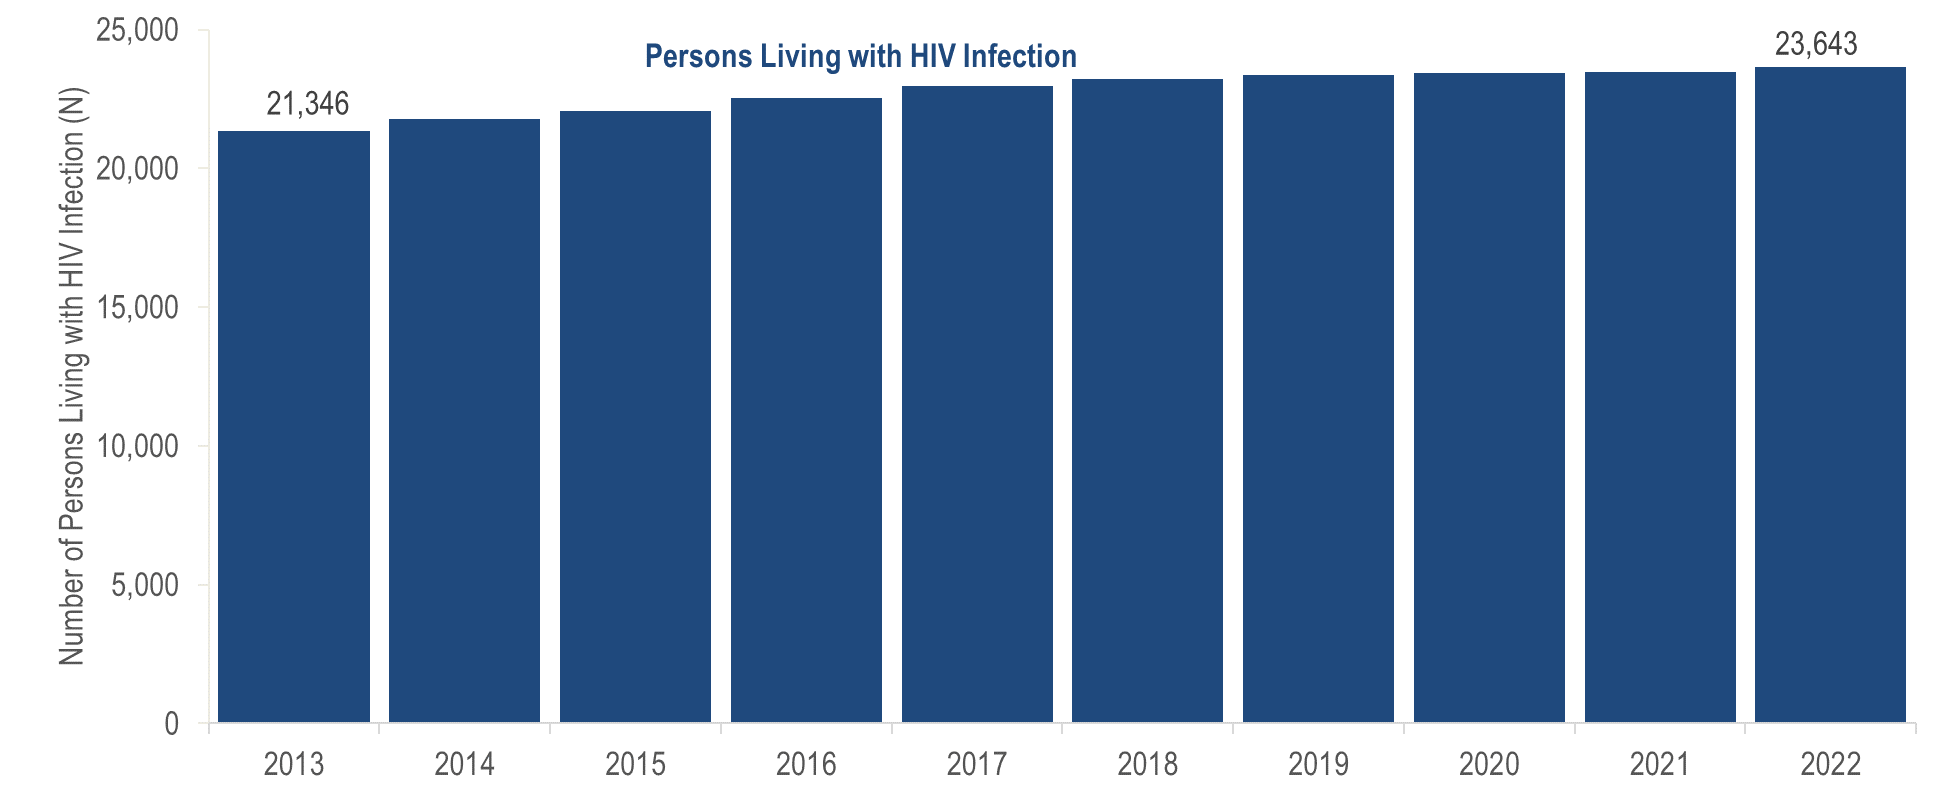 Persons Living with HIV Infection
Number of Persons Living with HIV Infection (N)
25,000
20,000
15,000
10,000
5,000
0
21,346
23,643
2013 2014 2015 2016 2017 2018 2019 2020 2021 2022